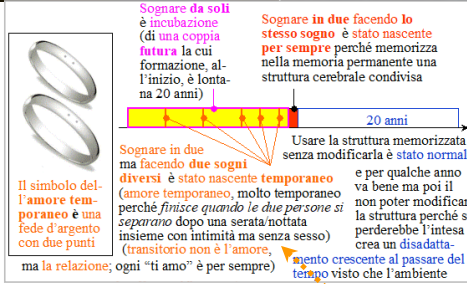 Sognare da soli
è incubazione
(di una coppia
futura la cui
formazione, al-
l'inizio, è lonta-
na 20 anni)
Sognare in due facendo lo
stesso sogno è stato nascente
per sempre perché memorizza
nella memoria permanente una
struttura cerebrale condivisa
20 anni
Il simbolo del-
l'amore tem-
poraneo è una
fede d'argento
con due punti
Sognare in due
ma facendo due sogni
diversi è stato nascente temporaneo
(amore temporaneo, molto temporaneo
perché finisce quando le due persone si
separano dopo una serata/nottata
insieme con intimità ma senza sesso)
(transitorio non è l'amore,
ma la relazione; ogni "ti amo" è per sempre)
Usare la struttura memorizzata
senza modificarla è stato normal
e per qualche anno
va bene ma poi il
non poter modificar
la struttura perché s
perderebbe l'intesa
crea un disadatta-
mento crescente al passare del
tempo visto che l'ambiente